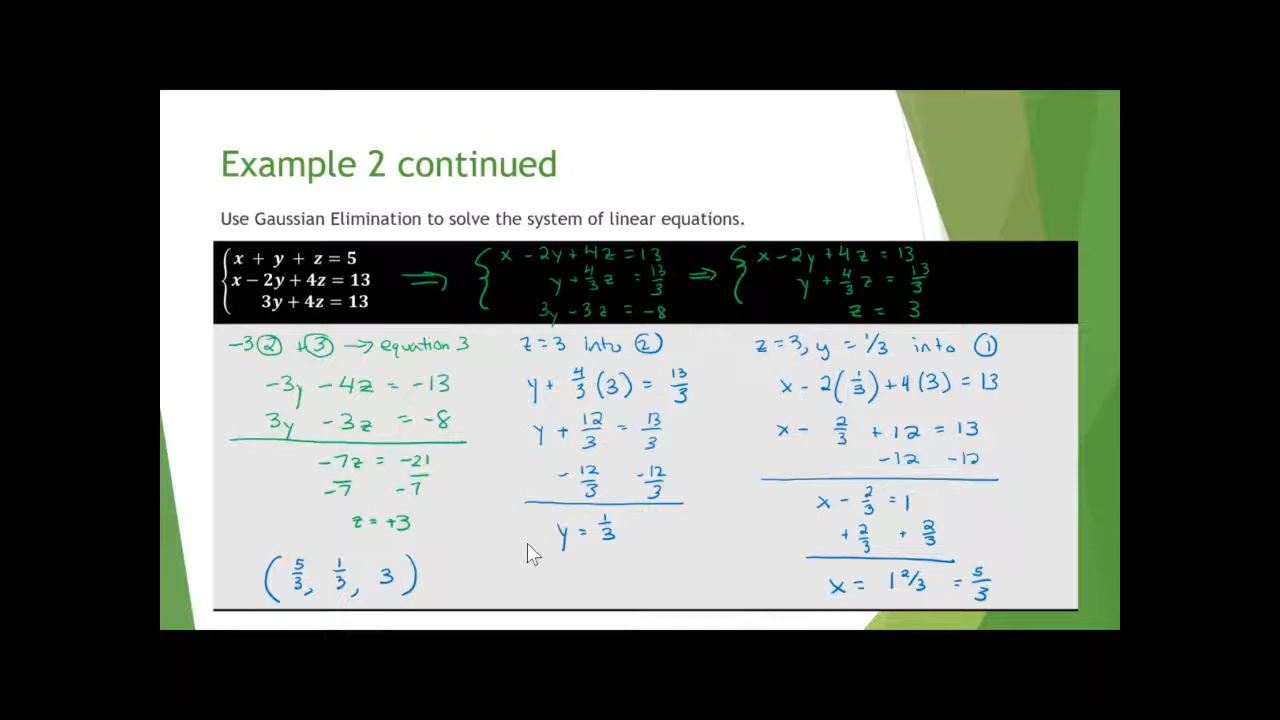 Example 2 continued
Use Gaussian Elimination to solve the system of linear equations.
x + y + z = 5
x − 2y + 4z = 13
3y + 4z = 13
⟹
x - 2y + 4z = 13
y + 4/3 z = 13/3
3y - 3z = -8
⟹
x - 2y + 4z = 13
y + 4/3 z = 13/3
z = 3
-3② + ③ → equation 3
-3y - 4z = -13
3y - 3z = -8
-7z = -21
-7 -7
z = +3
(5/3, 1/3, 3)
z = 3 into ②
y + 4/3 (3) = 13/3
y + 12/3 = 13/3
- 12/3 -12/3
y = 1/3
z = 3, y = 1/3 into ①
x - 2(1/3) + 4(3) = 13
x - 2/3 + 12 = 13
-12 -12
x - 2/3 = 1
+ 2/3 + 2/3
x = 1 2/3 = 5/3